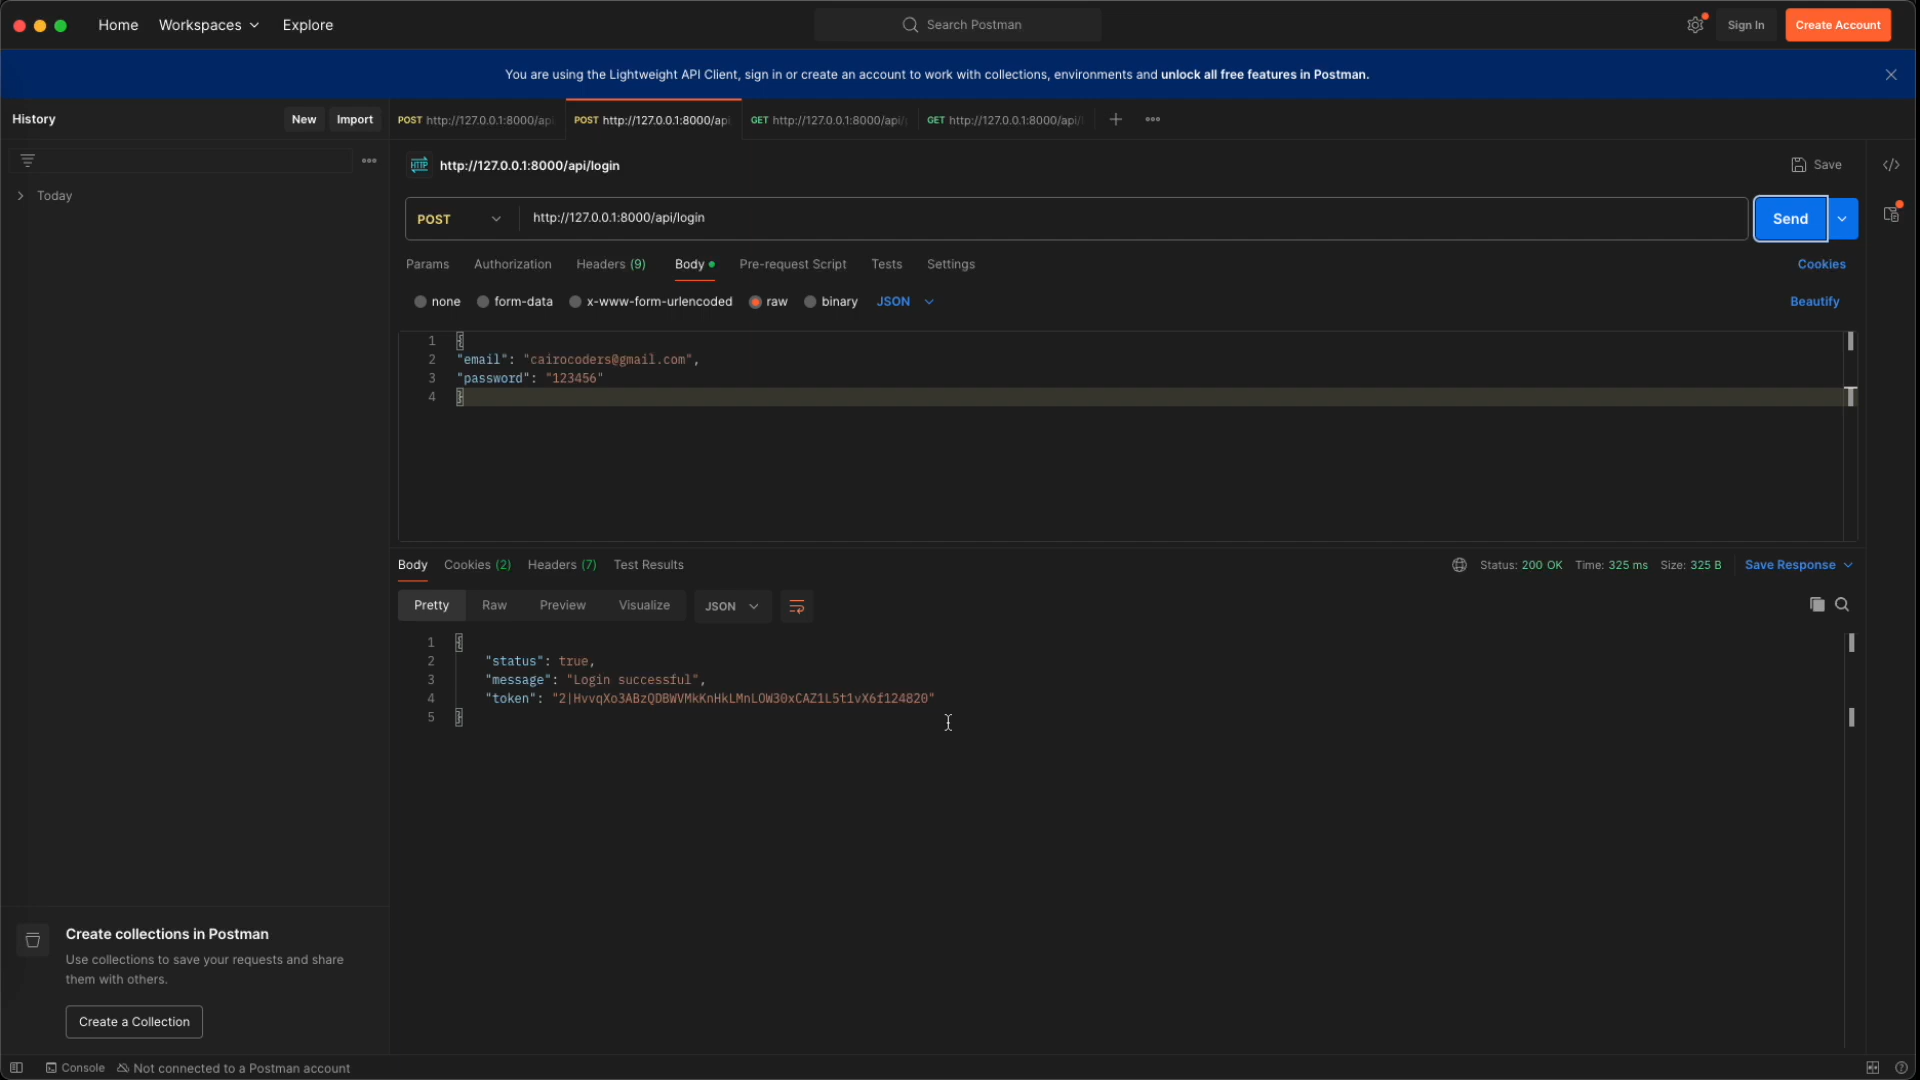 Home
Workspaces
Explore
Search Postman
Sign In
Create Account
You are using the Lightweight API Client, sign in or create an account to work with collections, environments and unlock all free features in Postman.
History
New
Import
POST http://127.0.0.1:8000/api
POST http://127.0.0.1:8000/api
GET http://127.0.0.1:8000/api/
GET http://127.0.0.1:8000/api/
Today
HTTP
http://127.0.0.1:8000/api/login
Save
POST
http://127.0.0.1:8000/api/login
Send
Params
Authorization
Headers (9)
Body
Pre-request Script
Tests
Settings
Cookies
none
form-data
x-www-form-urlencoded
raw
binary
JSON
Beautify
1 {
2 "email": "cairocoders@gmail.com",
3 "password": "123456"
4 }
Body
Cookies (2)
Headers (7)
Test Results
Status: 200 OK
Time: 325 ms
Size: 325 B
Save Response
Pretty
Raw
Preview
Visualize
JSON
1 {
2 "status": true,
3 "message": "Login successful",
4 "token": "2|HvvqXo3ABzQDBWVMkKnHkLMnLOW30xCAZ1L5t1vX6f124820"
5 }
Create collections in Postman
Use collections to save your requests and share
them with others.
Create a Collection
Console
Not connected to a Postman account